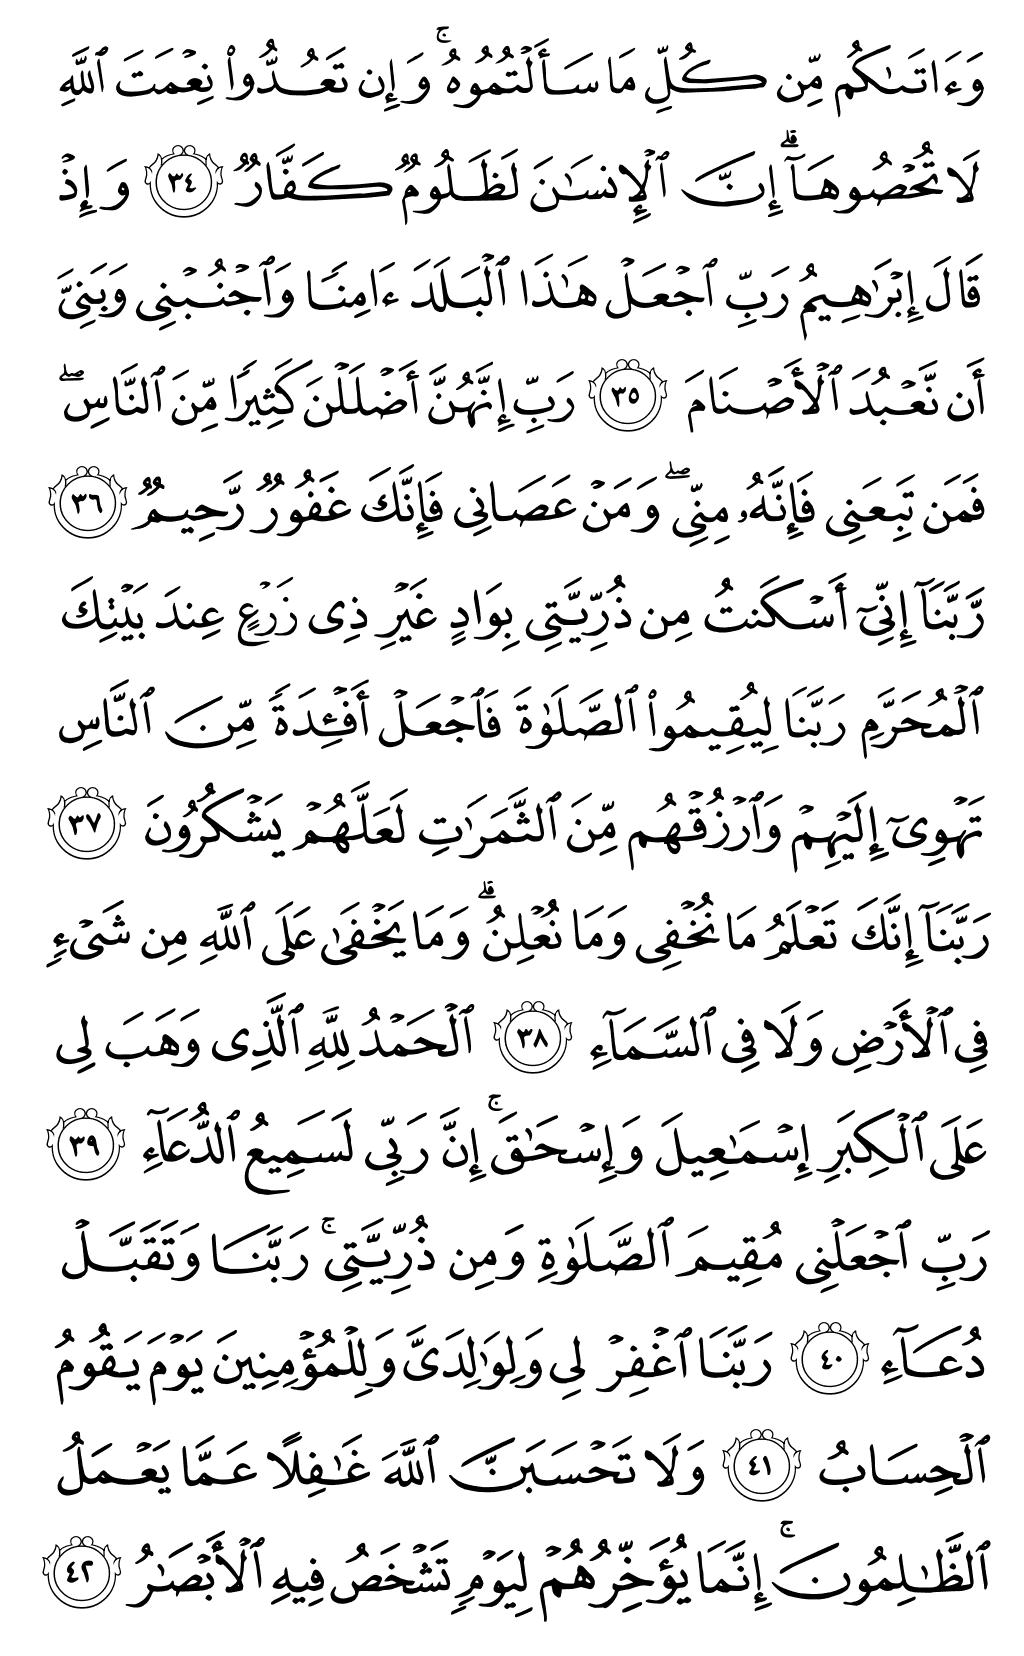 وَءَاتَىٰكُم مِّن كُلِّ مَا سَأَلْتُمُوهُ ۚ وَإِن تَعُدُّوا۟ نِعْمَتَ ٱللَّهِ
لَا تُحْصُوهَآ ۗ إِنَّ ٱلْإِنسَـٰنَ لَظَلُومٌ كَفَّارٌ ٣٤ وَإِذْ
قَالَ إِبْرَٰهِيمُ رَبِّ ٱجْعَلْ هَـٰذَا ٱلْبَلَدَ ءَامِنًا وَٱجْنُبْنِى وَبَنِىَّ
أَن نَّعْبُدَ ٱلْأَصْنَامَ ٣٥ رَبِّ إِنَّهُنَّ أَضْلَلْنَ كَثِيرًا مِّنَ ٱلنَّاسِ ۖ
فَمَن تَبِعَنِى فَإِنَّهُۥ مِنِّى ۖ وَمَنْ عَصَانِى فَإِنَّكَ غَفُورٌ رَّحِيمٌ ٣٦
رَّبَّنَآ إِنِّىٓ أَسْكَنتُ مِن ذُرِّيَّتِى بِوَادٍ غَيْرِ ذِى زَرْعٍ عِندَ بَيْتِكَ
ٱلْمُحَرَّمِ رَبَّنَا لِيُقِيمُوا۟ ٱلصَّلَوٰةَ فَٱجْعَلْ أَفْـِٔدَةً مِّنَ ٱلنَّاسِ
تَهْوِىٓ إِلَيْهِمْ وَٱرْزُقْهُم مِّنَ ٱلثَّمَرَٰتِ لَعَلَّهُمْ يَشْكُرُونَ ٣٧
رَبَّنَآ إِنَّكَ تَعْلَمُ مَا نُخْفِى وَمَا نُعْلِنُ ۗ وَمَا يَخْفَىٰ عَلَى ٱللَّهِ مِن شَىْءٍ
فِى ٱلْأَرْضِ وَلَا فِى ٱلسَّمَآءِ ٣٨ ٱلْحَمْدُ لِلَّهِ ٱلَّذِى وَهَبَ لِى
عَلَى ٱلْكِبَرِ إِسْمَـٰعِيلَ وَإِسْحَـٰقَ ۚ إِنَّ رَبِّى لَسَمِيعُ ٱلدُّعَآءِ ٣٩
رَبِّ ٱجْعَلْنِى مُقِيمَ ٱلصَّلَوٰةِ وَمِن ذُرِّيَّتِى ۚ رَبَّنَا وَتَقَبَّلْ
دُعَآءِ ٤٠ رَبَّنَا ٱغْفِرْ لِى وَلِوَٰلِدَىَّ وَلِلْمُؤْمِنِينَ يَوْمَ يَقُومُ
ٱلْحِسَابُ ٤١ وَلَا تَحْسَبَنَّ ٱللَّهَ غَـٰفِلًا عَمَّا يَعْمَلُ
ٱلظَّـٰلِمُونَ ۚ إِنَّمَا يُؤَخِّرُهُمْ لِيَوْمٍ تَشْخَصُ فِيهِ ٱلْأَبْصَـٰرُ ٤٢